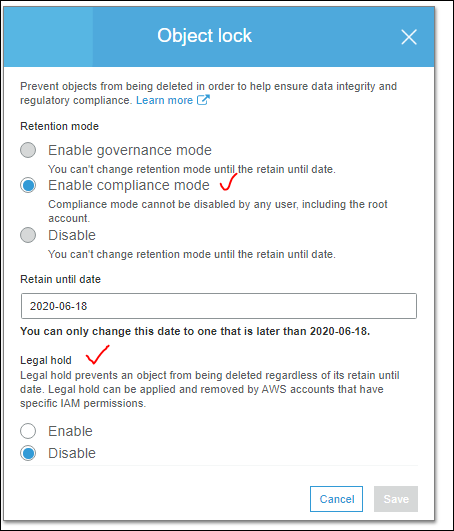 Object lock
Prevent objects from being deleted in order to help ensure data integrity and
regulatory compliance. Learn more
Retention mode
Enable governance mode
You can't change retention mode until the retain until date.
Enable compliance mode
Compliance mode cannot be disabled by any user, including the root
account.
Disable
You can't change retention mode until the retain until date.
Retain until date
2020-06-18
You can only change this date to one that is later than 2020-06-18.
Legal hold
Legal hold prevents an object from being deleted regardless of its retain until
date. Legal hold can be applied and removed by AWS accounts that have
specific IAM permissions.
Enable
Disable
Cancel
Save